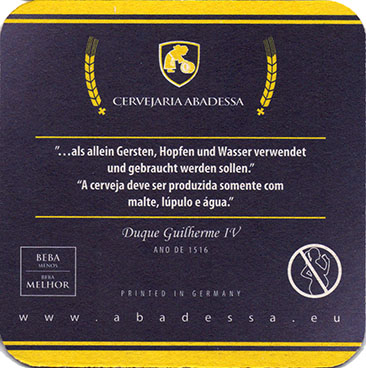 CERVEJARIA ABADESSA
"...als allein Gersten, Hopfen und Wasser verwendet
und gebraucht werden sollen."
"A cerveja deve ser produzida somente com
malte, lúpulo e água."
Duque Guilherme IV
ANO DE 1516
BEBA
MENOS
BEBA
MELHOR
PRINTED IN GERMANY
www.abadessa.eu